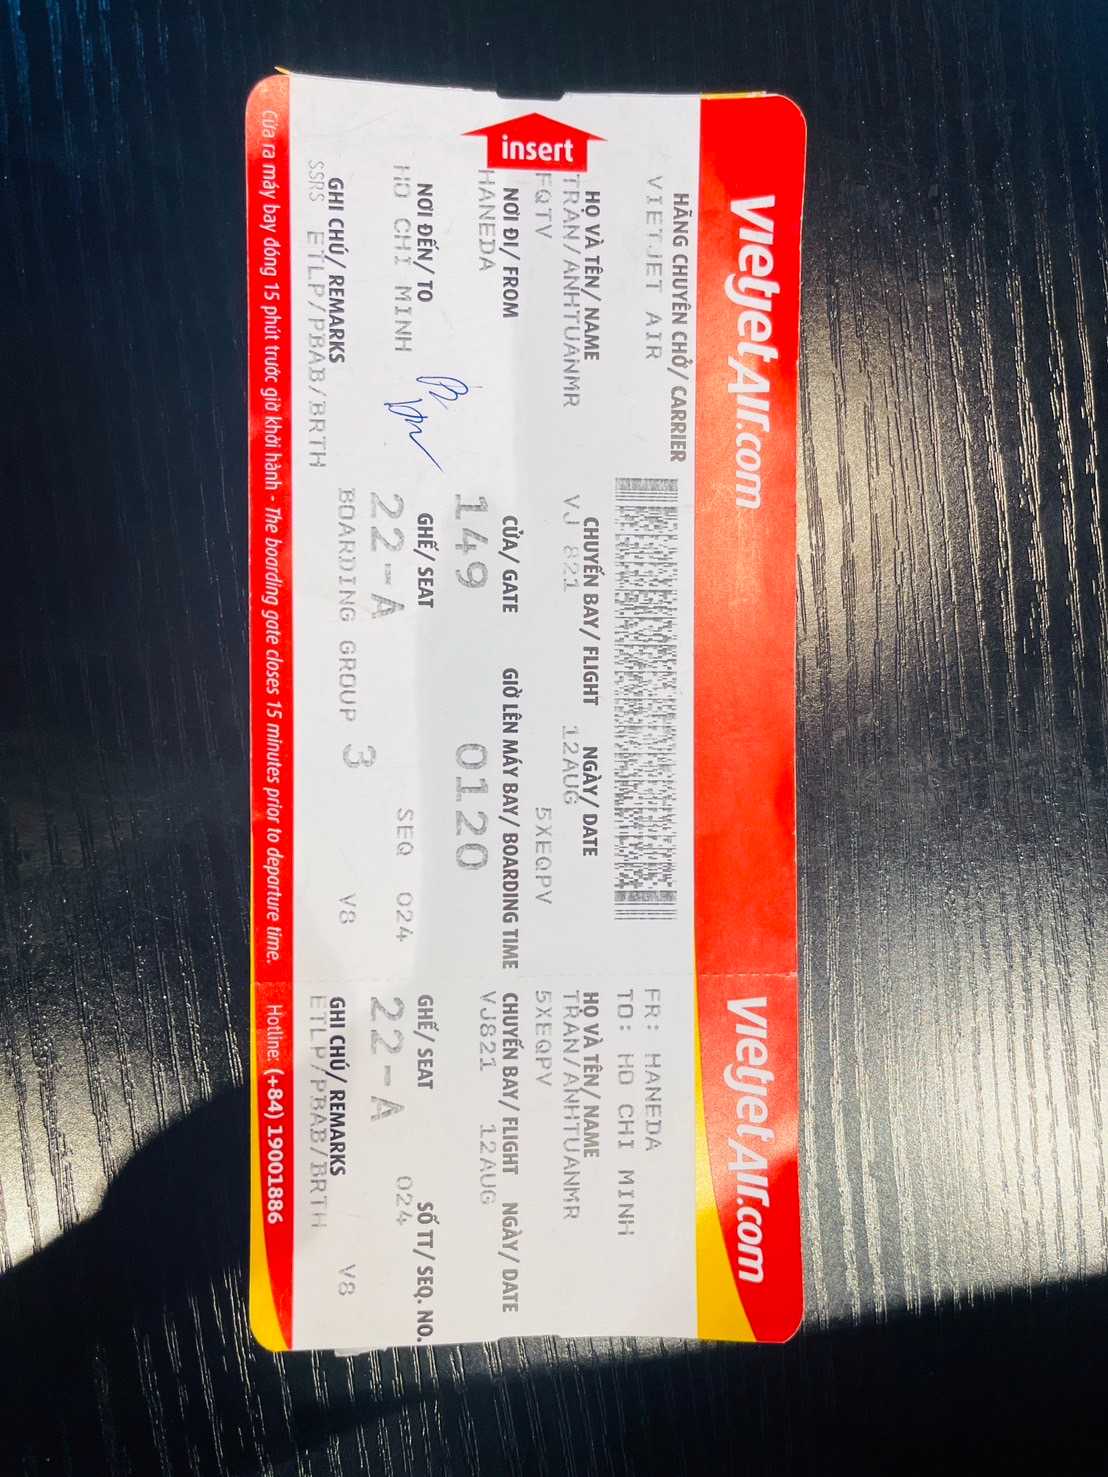 vietjetAir.com
HÃNG CHUYÊN CHỞ/ CARRIER
VIETJET AIR
insert
HỌ VÀ TÊN/ NAME
TRAN/ANHTUANMR
CHUYẾN BAY/ FLIGHT
VJ 821
NGÀY/ DATE
12AUG
FQTV
5XEQPV
NƠI ĐI/ FROM
HANEDA
CỬA/ GATE
149
GIỜ LÊN MÁY BAY/ BOARDING TIME
0120
NƠI ĐẾN/ TO
HO CHI MINH
GHẾ/ SEAT
22-A
SEQ 024
GHI CHÚ/ REMARKS
SSRS ETLP/PBAB/BRTH
BOARDING GROUP 3
V8
Cửa ra máy bay đóng 15 phút trước giờ khởi hành - The boarding gate closes 15 minutes prior to departure time.
vietjetAir.com
FR: HANEDA
TO: HO CHI MINH
HỌ VÀ TÊN/ NAME
TRAN/ANHTUANMR
5XEQPV
CHUYẾN BAY/ FLIGHT NGÀY/ DATE
VJ821 12AUG
GHẾ/ SEAT SỐ TT/ SEQ. NO.
22-A 024
GHI CHÚ/ REMARKS
ETLP/PBAB/BRTH V8
Hotline: (+84) 19001886